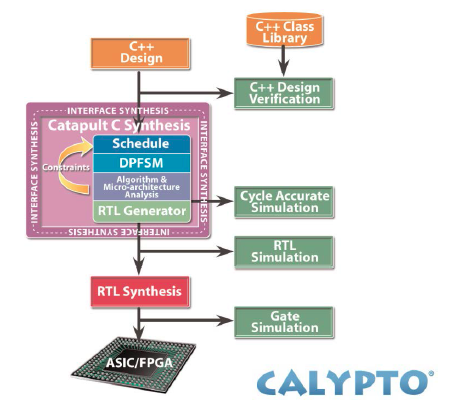 C++
Design
C++ Class
Library
C++ Design
Verification
INTERFACE SYNTHESIS
INTERFACE SYNTHESIS
INTERFACE SYNTHESIS
INTERFACE SYNTHESIS
Catapult C Synthesis
Constraints
Schedule
DPFSM
Algorithm &
Micro-architecture
Analysis
RTL Generator
Cycle Accurate
Simulation
RTL
Simulation
RTL Synthesis
Gate
Simulation
ASIC/FPGA
CALYPTO®